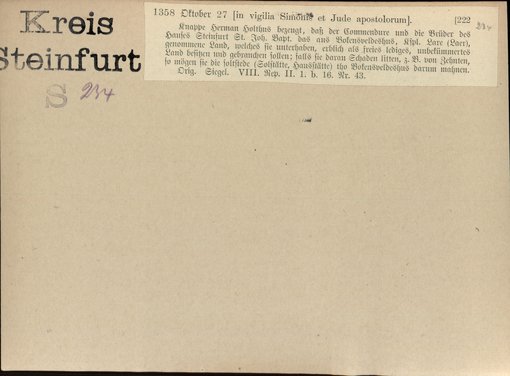 Kreis
Steinfurt
S 234
1358 Oktober 27 [in vigilia Simonis et Jude apostolorum]. [222
234
Knappe Herman Holthus bezeugt, daß der Commendure und die Brüder des
Hauses Steinfurt St. Joh. Bapt. das aus Bokensveldeshus, Kspl. Lare (Laer),
genommene Land, welches sie unterhaben, erblich als freies lediges, unbekümmertes
Land besitzen und gebrauchen sollen; falls sie daran Schaden litten, z. B. von Zehnten,
so mögen sie die soltstede (Solstätte, Hausstätte) tho Bokensveldeshus darum mahnen.
Orig. Siegel. VIII. Rep. II. 1. b. 16. Nr. 43.